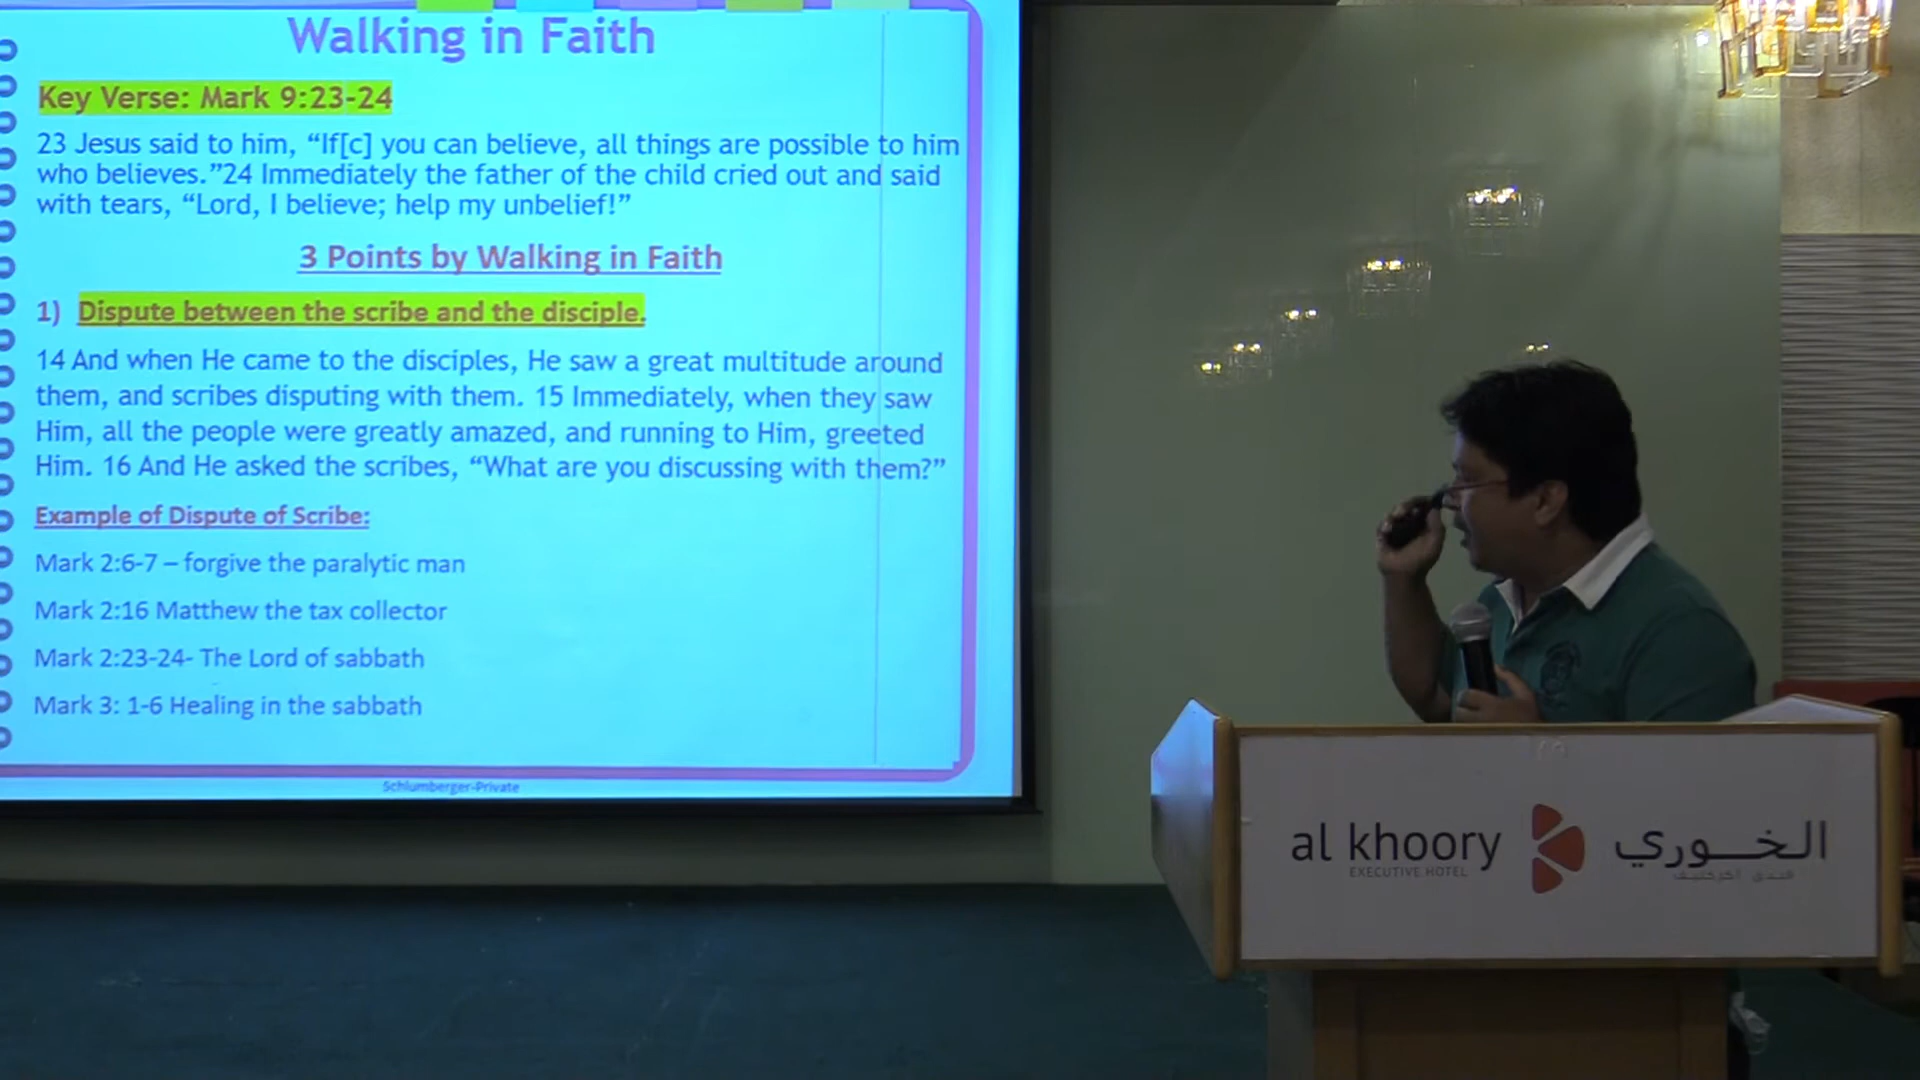 Walking in Faith
Key Verse: Mark 9:23-24
23 Jesus said to him, “If[c] you can believe, all things are possible to him
who believes.”24 Immediately the father of the child cried out and said
with tears, “Lord, I believe; help my unbelief!”
3 Points by Walking in Faith
1) Dispute between the scribe and the disciple.
14 And when He came to the disciples, He saw a great multitude around
them, and scribes disputing with them. 15 Immediately, when they saw
Him, all the people were greatly amazed, and running to Him, greeted
Him. 16 And He asked the scribes, “What are you discussing with them?”
Example of Dispute of Scribe:
Mark 2:6-7 – forgive the paralytic man
Mark 2:16 Matthew the tax collector
Mark 2:23-24- The Lord of sabbath
Mark 3: 1-6 Healing in the sabbath
Schlumberger-Private
al khoory
EXECUTIVE HOTEL
الخوري
فندق اكزكتيف